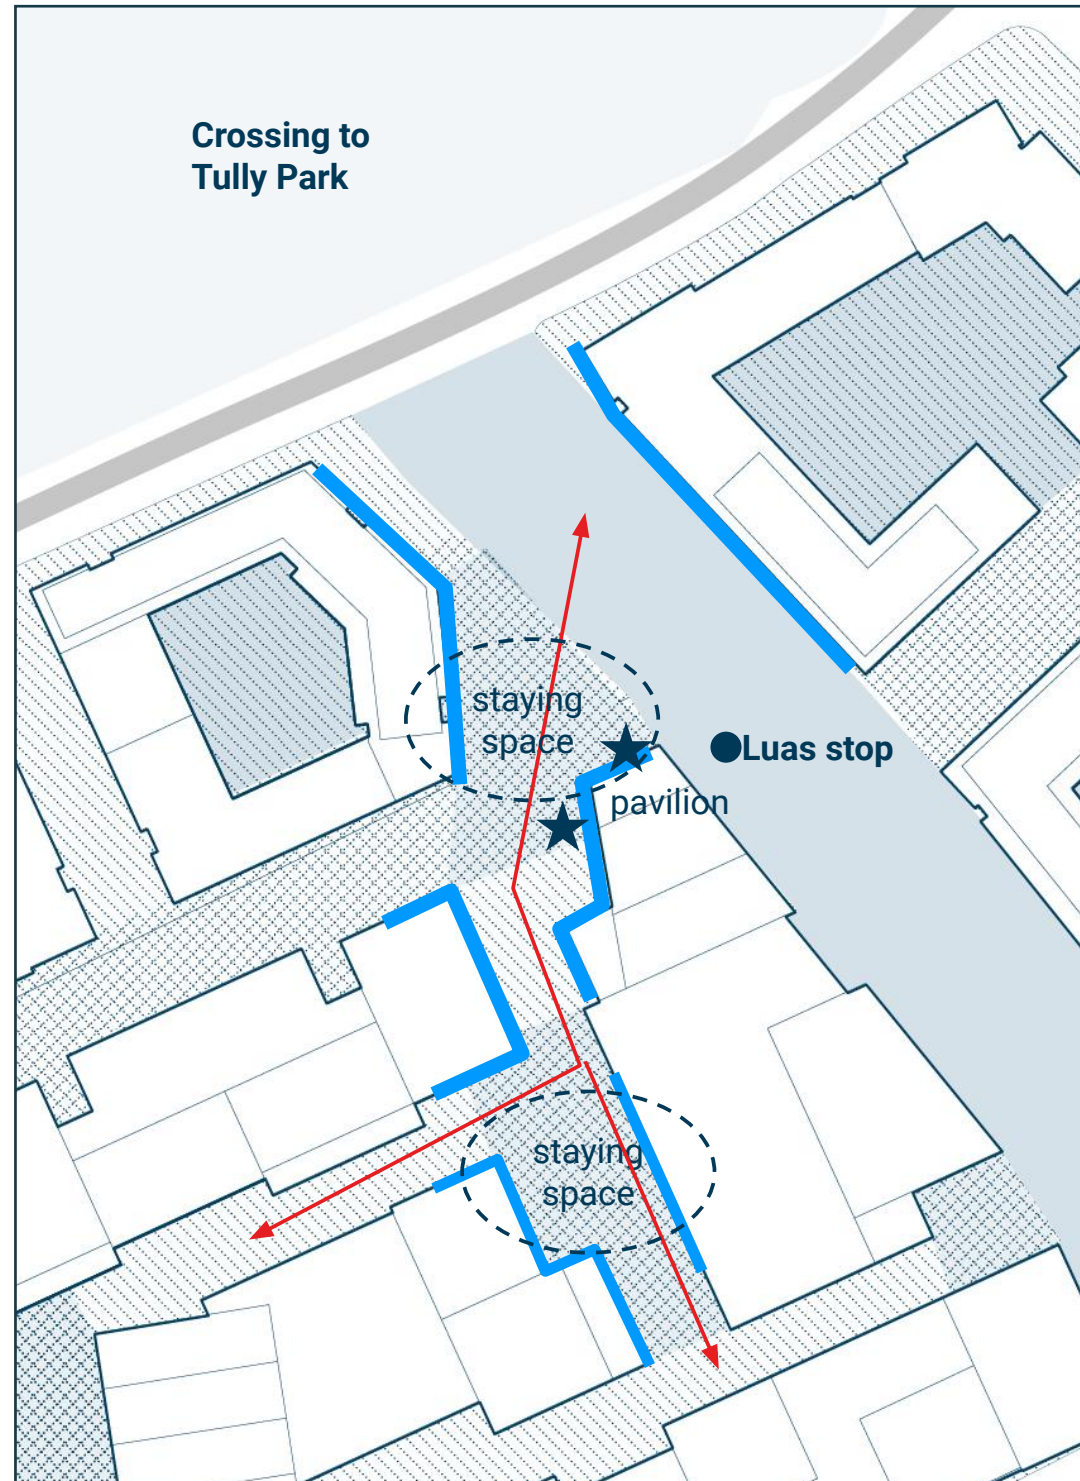 Crossing to
Tully Park
staying
space
Luas stop
pavilion
staying
space